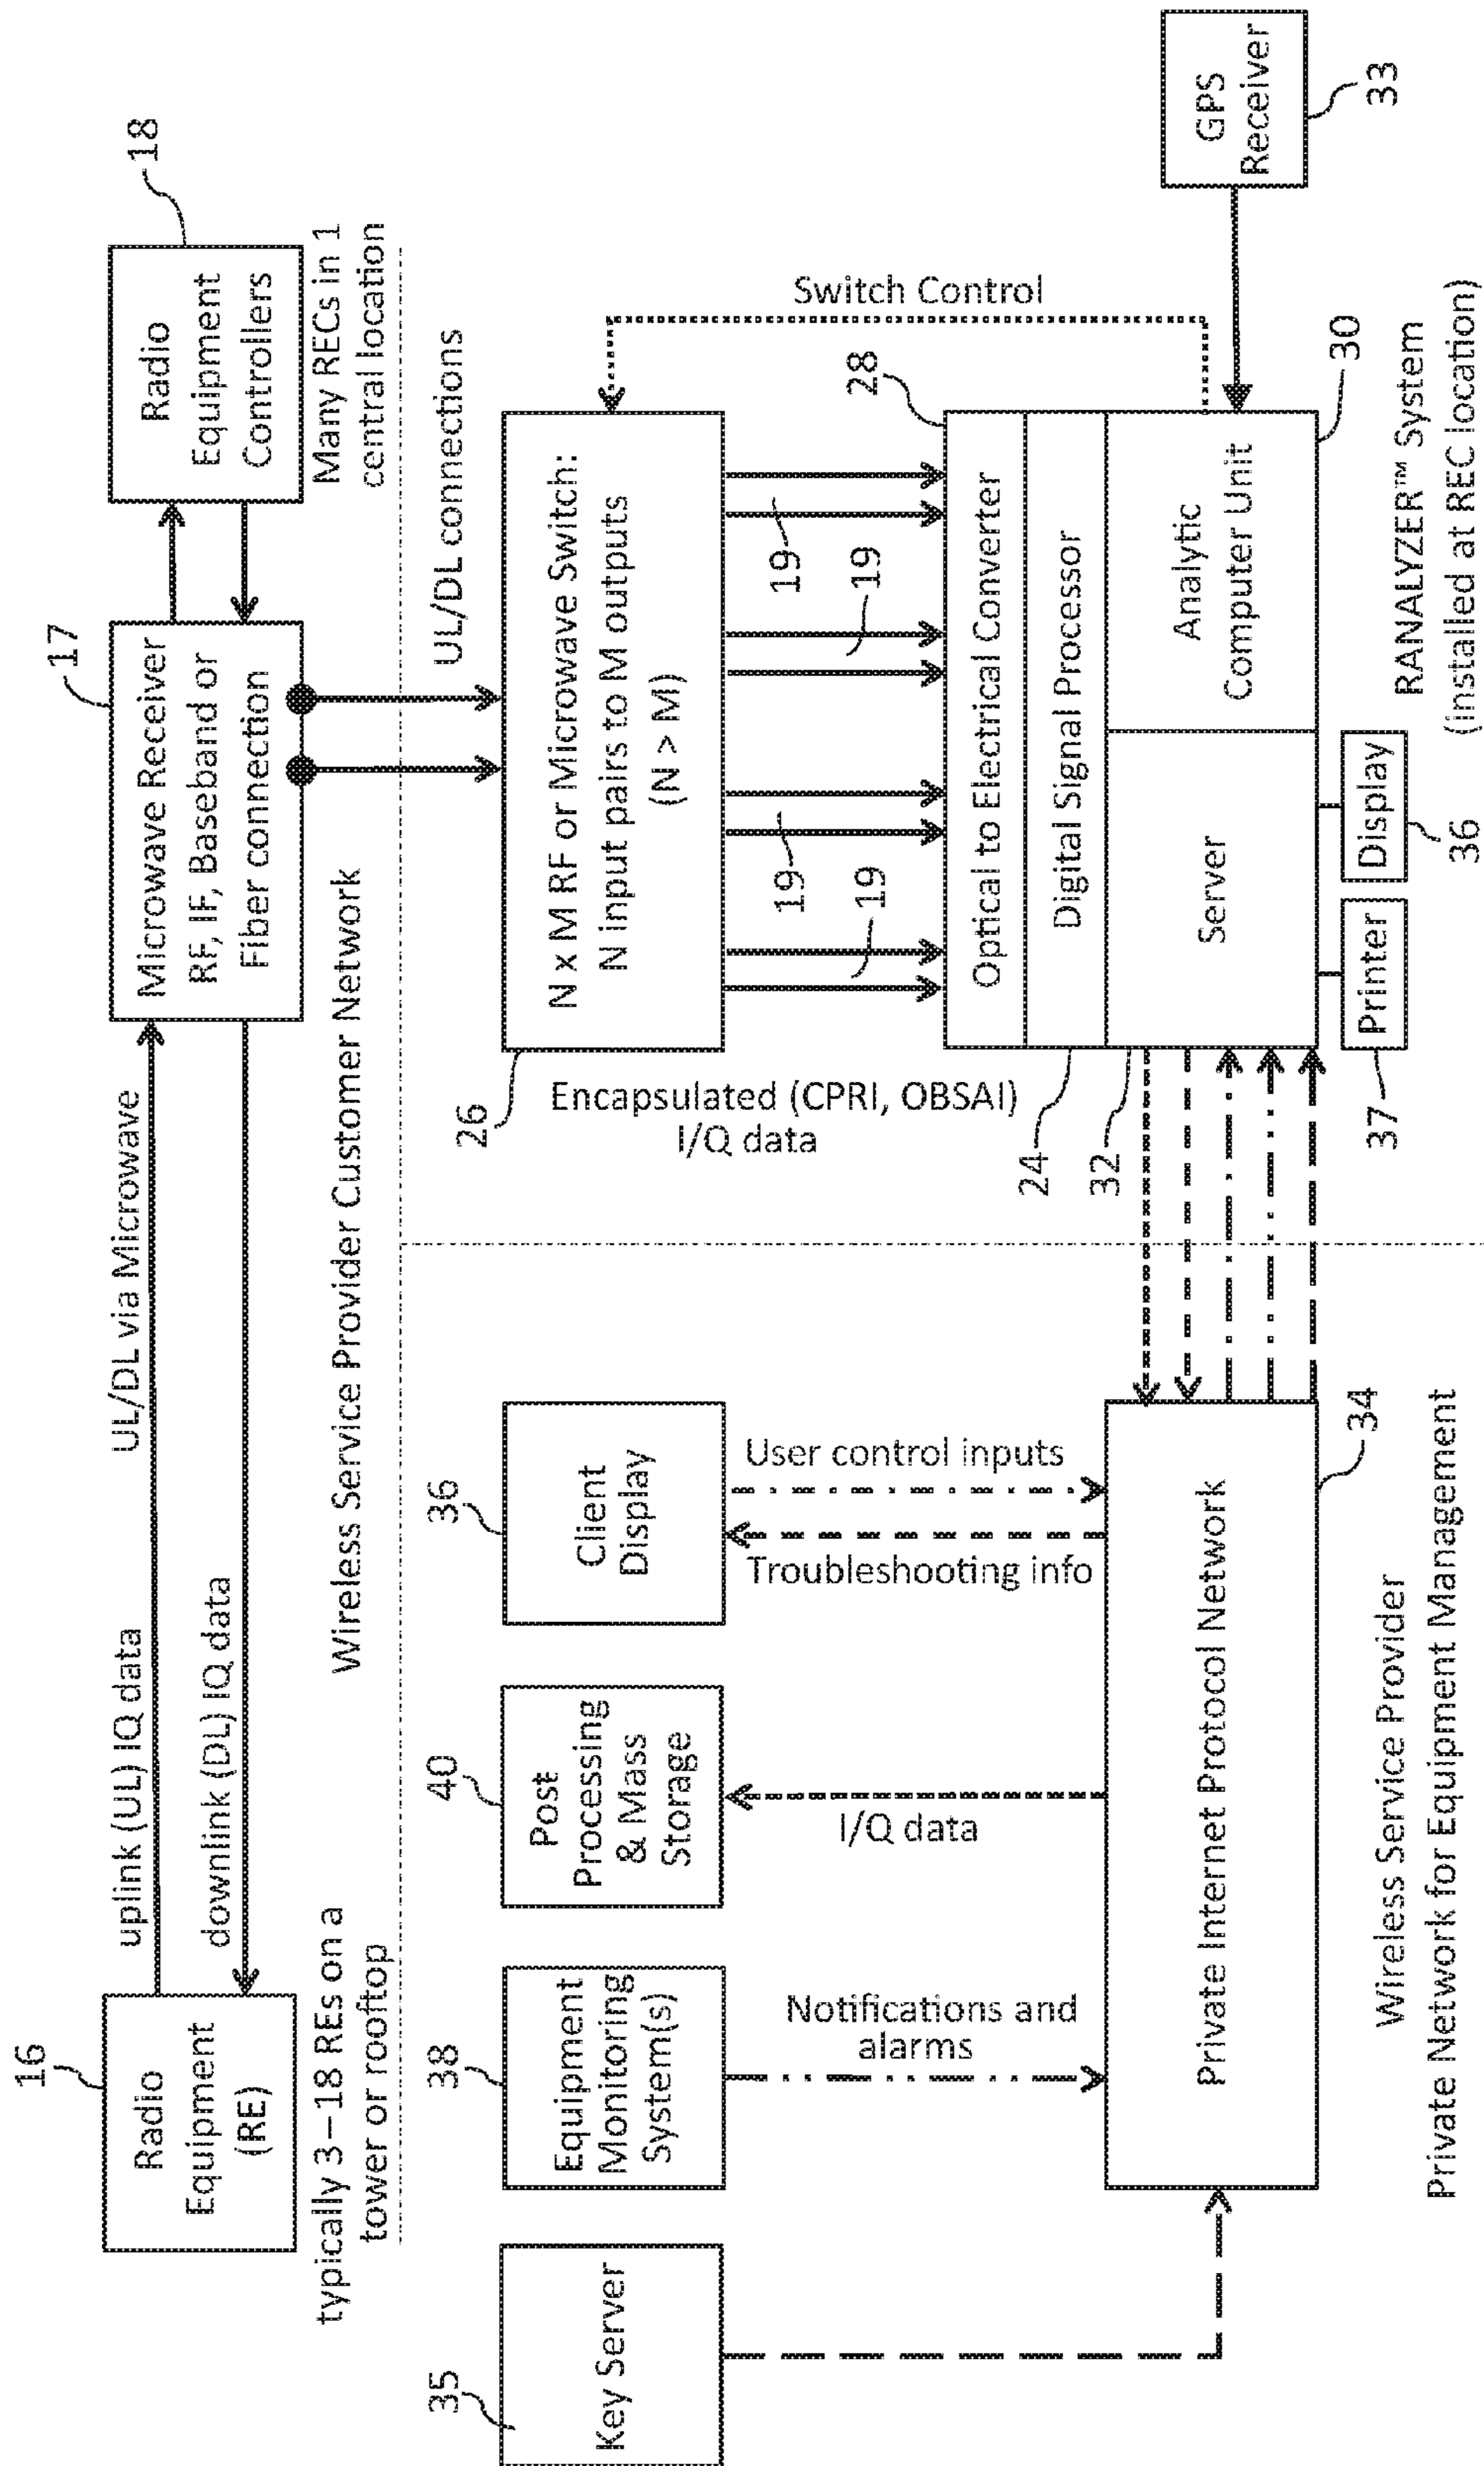 16
Radio
Equipment
(RE)
typically 3–18 REs on a
tower or rooftop
uplink (UL) IQ data
UL/DL via Microwave
downlink (DL) IQ data
17
Microwave Receiver
RF, IF, Baseband or
Fiber connection
18
Radio
Equipment
Controllers
Many RECs in 1
central location
Wireless Service Provider Customer Network
UL/DL connections
35
Key Server
38
Equipment
Monitoring
System(s)
40
Post
Processing
& Mass
Storage
36
Client
Display
Notifications and
alarms
I/Q data
User control inputs
Troubleshooting info
Private Internet Protocol Network
34
Wireless Service Provider
Private Network for Equipment Management
26
N x M RF or Microwave Switch:
N input pairs to M outputs
(N > M)
Encapsulated (CPRI, OBSAI)
I/Q data
19
19
19
19
Switch Control
28
Optical to Electrical Converter
24
Digital Signal Processor
32
Server
Analytic
Computer Unit
30
GPS
Receiver
33
37
Printer
Display
36
RANALYZER™ System
(installed at REC location)